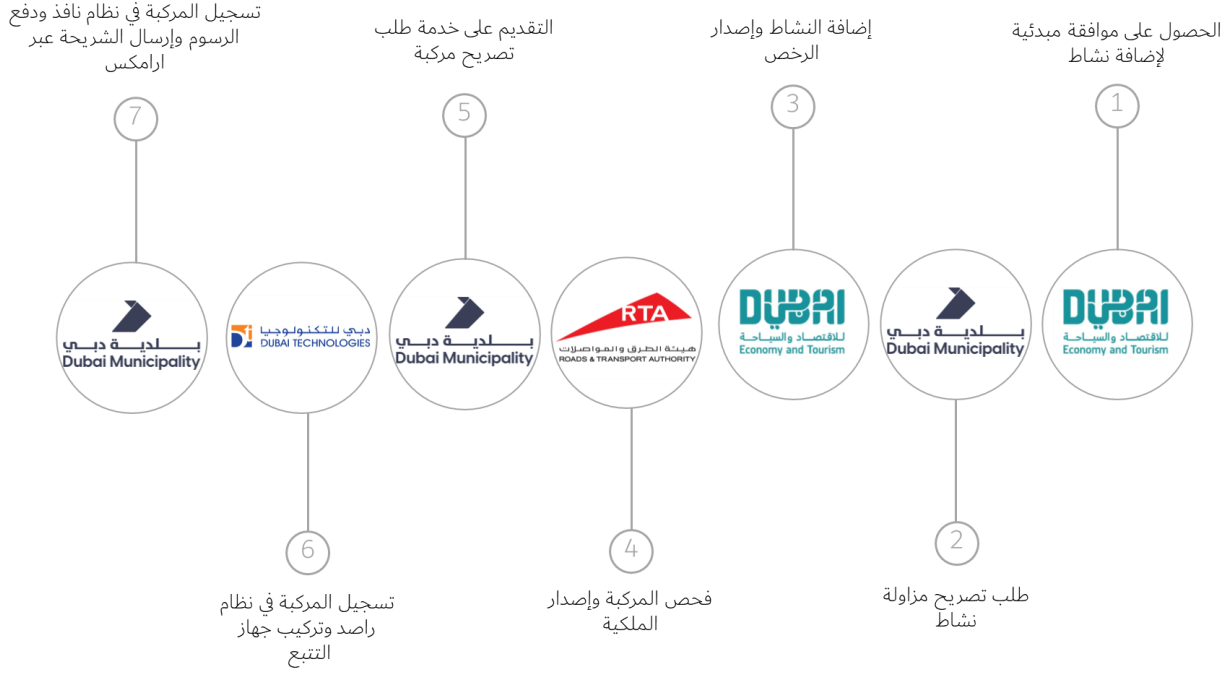 الحصول على موافقة مبدئية
لإضافة نشاط
1
DUBAI
للاقتصاد والسياحة
Economy and Tourism
بلدية دبي
Dubai Municipality
2
طلب تصريح مزاولة
نشاط
إضافة النشاط وإصدار
الرخص
3
DUBAI
للاقتصاد والسياحة
Economy and Tourism
RTA
هيئة الطرق والمواصلات
ROADS & TRANSPORT AUTHORITY
4
فحص المركبة وإصدار
الملكية
التقديم على خدمة طلب
تصريح مركبة
5
بلدية دبي
Dubai Municipality
دبي للتكنولوجيا
DUBAI TECHNOLOGIES
6
تسجيل المركبة في نظام
راصد وتركيب جهاز
التتبع
تسجيل المركبة في نظام نافذ ودفع
الرسوم وإرسال الشريحة عبر
ارامكس
7
بلدية دبي
Dubai Municipality